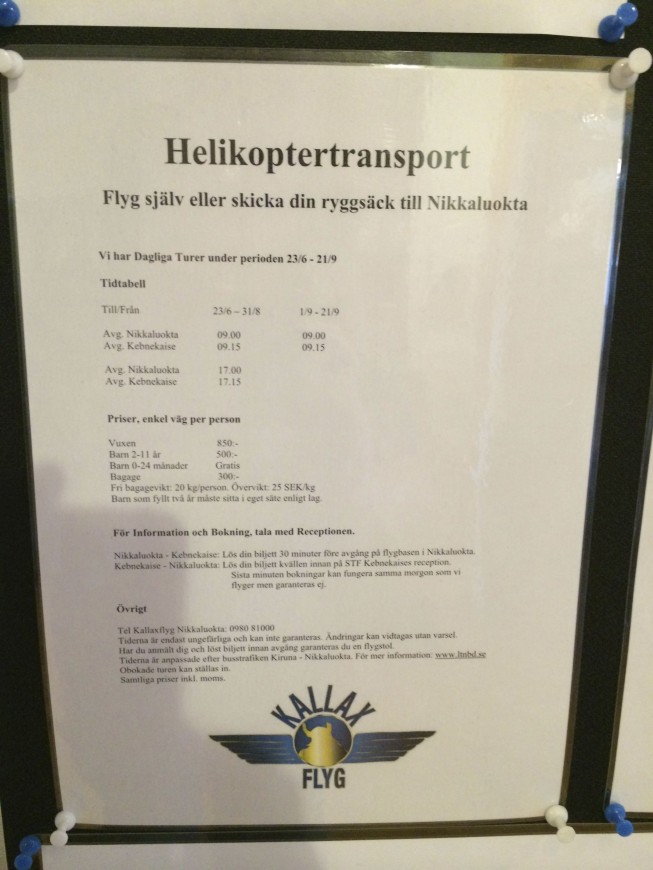 Helikoptertransport
Flyg själv eller skicka din ryggsäck till Nikkaluokta
Vi har Dagliga Turer under perioden 23/6 - 21/9
Tidtabell
Till/Från 23/6 – 31/8 1/9 - 21/9
Avg. Nikkaluokta 09.00 09.00
Avg. Kebnekaise 09.15 09.15
Avg. Nikkaluokta 17.00
Avg. Kebnekaise 17.15
Priser, enkel väg per person
Vuxen 850:-
Barn 2-11 år 500:-
Barn 0-24 månader Gratis
Bagage 300:-
Fri bagagevikt: 20 kg/person. Övervikt: 25 SEK/kg
Barn som fyllt två år måste sitta i eget säte enligt lag.
För Information och Bokning, tala med Receptionen.
Nikkaluokta - Kebnekaise: Lös din biljett 30 minuter före avgång på flygbasen i Nikkaluokta.
Kebnekaise - Nikkaluokta: Lös din biljett kvällen innan på STF Kebnekaises reception.
Sista minuten bokningar kan fungera samma morgon som vi
flyger men garanteras ej.
Övrigt
Tel Kallaxflyg Nikkaluokta: 0980 81000
Tiderna är endast ungefärliga och kan inte garanteras. Ändringar kan vidtagas utan varsel.
Har du anmält dig och löst biljett innan avgång garanteras du en flygstol.
Tiderna är anpassade efter busstrafiken Kiruna - Nikkaluokta. För mer information: www.ltnbd.se
Obokade turen kan ställas in.
Samtliga priser inkl. moms.
KALLAX
FLYG